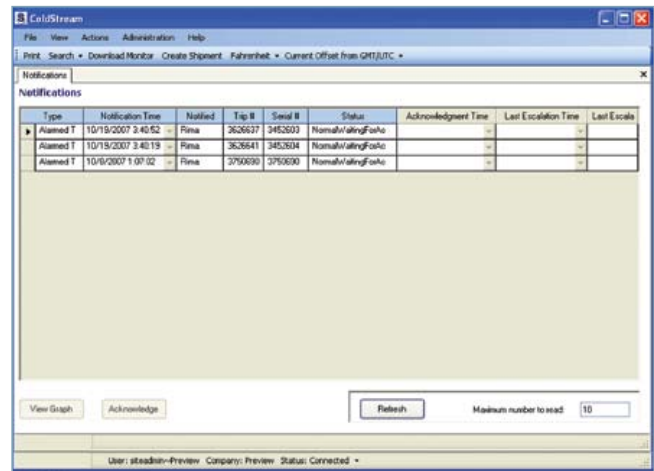 ColdStream
File View Actions Administration Help
Print Search Download Monitor Create Shipment Fahrenheit Current Offset from GMT/UTC
Notifications
Notifications
Type Notification Time Notified Trip # Serial # Status Acknowledgment Time Last Escalation Time Last Escala
Alarmed T 10/19/2007 3:40:52 Rima 3626637 3452603 NormalWaitingForAc
Alarmed T 10/19/2007 3:40:19 Rima 3626641 3452604 NormalWaitingForAc
Alarmed T 10/9/2007 1:07:02 Rima 3750690 3750690 NormalWaitingForAc
View Graph Acknowledge Refresh Maximum number to read 10
User: siteadmin~Preview Company: Preview Status: Connected